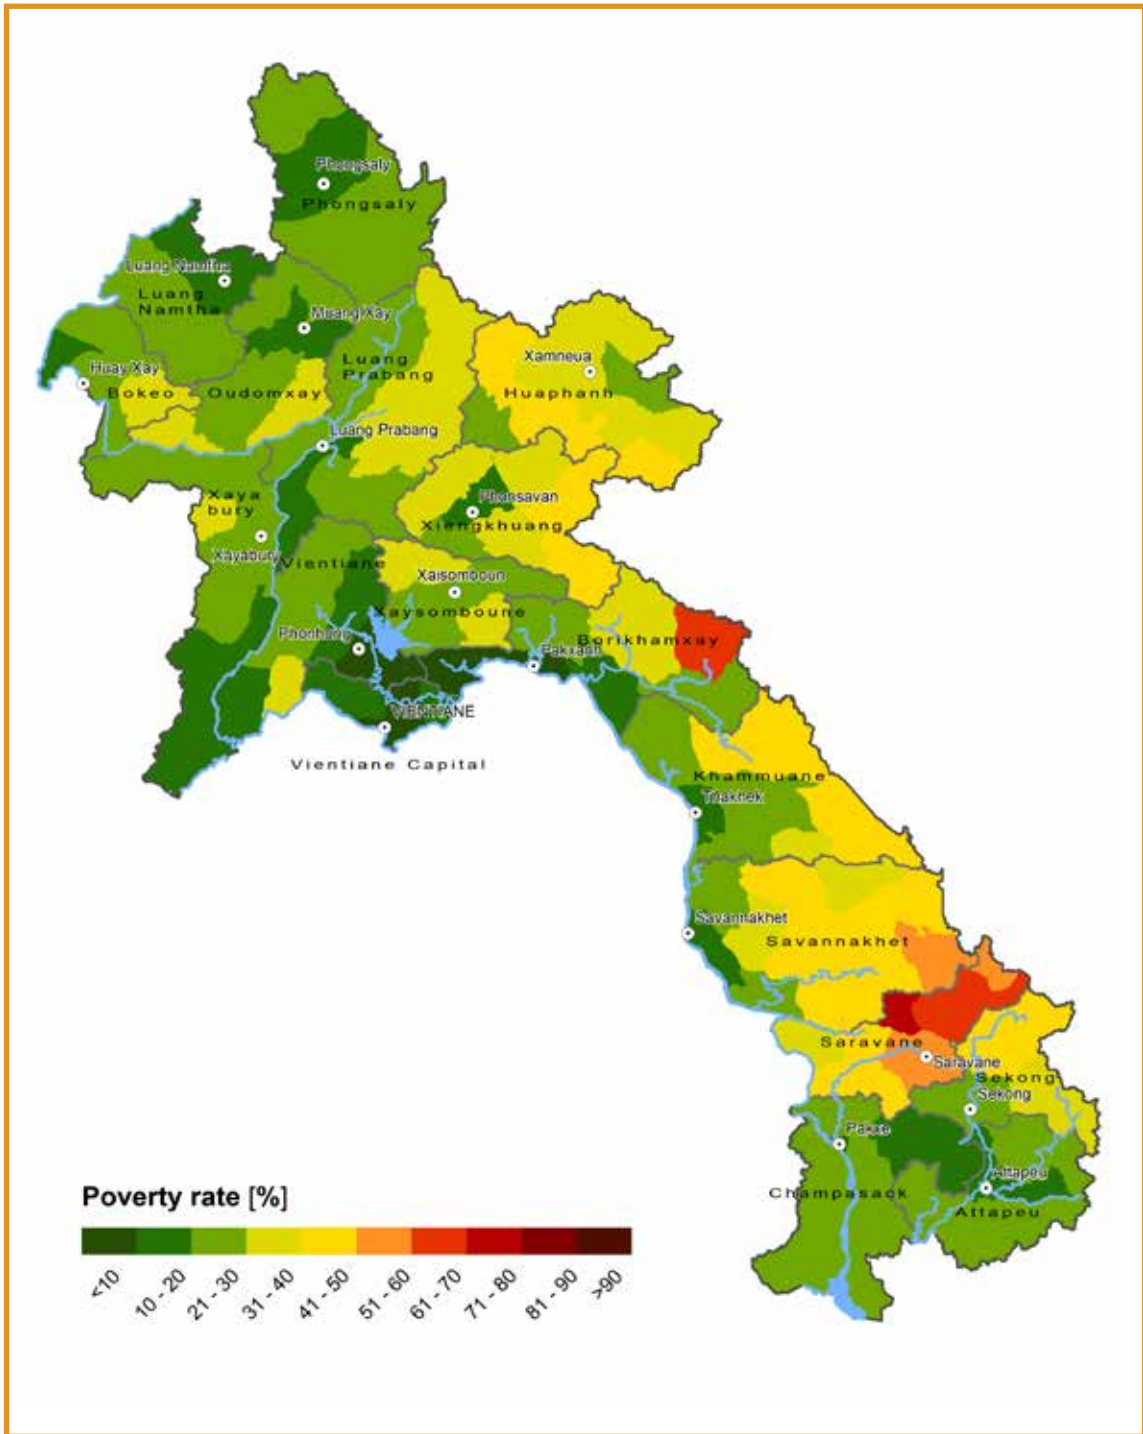 Phongsaly
Phongsaly
Luang Namtha
Luang
Namtha
Muang Xay
Luang
Prabang
Huay Xay
Bokeo
Oudomxay
Xamneua
Huaphanh
Luang Prabang
Xaya
bury
Xayabury
Phonsavan
Xiengkhuang
Vientiane
Xaisomboun
Xaysomboune
Phonhong
Borikhamxay
Pakxanh
VIENTIANE
Vientiane Capital
Khammuane
Thakhek
Savannakhet
Savannakhet
Saravane
Saravane
Sekong
Sekong
Pakxe
Attapeu
Champasack
Attapeu
Poverty rate [%]
<10
10 - 20
21 - 30
31 - 40
41 - 50
51 - 60
61 - 70
71 - 80
81 - 90
>90